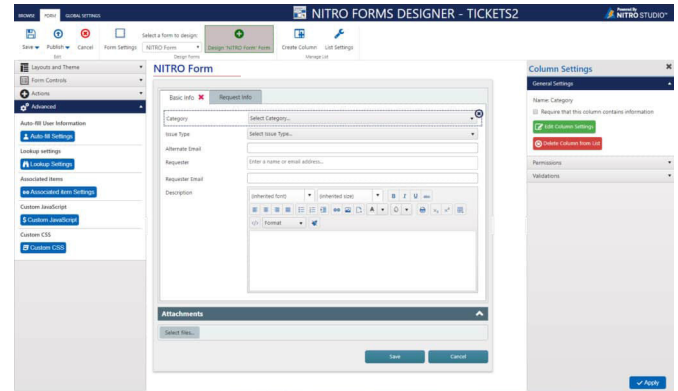 BROWSE FORM GLOBAL SETTINGS
NITRO FORMS DESIGNER - TICKETS2
Powered By
NITRO STUDIO™
Select a form to design:
Save Publish Cancel Form Settings
NITRO Form
Design NITRO Form: Form
Create Column List Settings
Edit Design Forms Manage List
Layouts and Theme
Form Controls
Actions
Advanced
Auto-fill User Information
Auto-fill Settings
Lookup settings
Lookup Settings
Associated Items
Associated item Settings
Custom JavaScript
Custom JavaScript
Custom CSS
Custom CSS
NITRO Form
Basic Info Request Info
Category Select Category...
Issue Type Select Issue Type...
Alternate Email
Requester Enter a name or email address...
Requester Email
Description
(inherited font) (inherited size) B I U abc
A
Format
Attachments
Select files...
Save Cancel
Column Settings
General Settings
Name: Category
Require that this column contains information
Edit Column Settings
Delete Column from List
Permissions
Validations
Apply